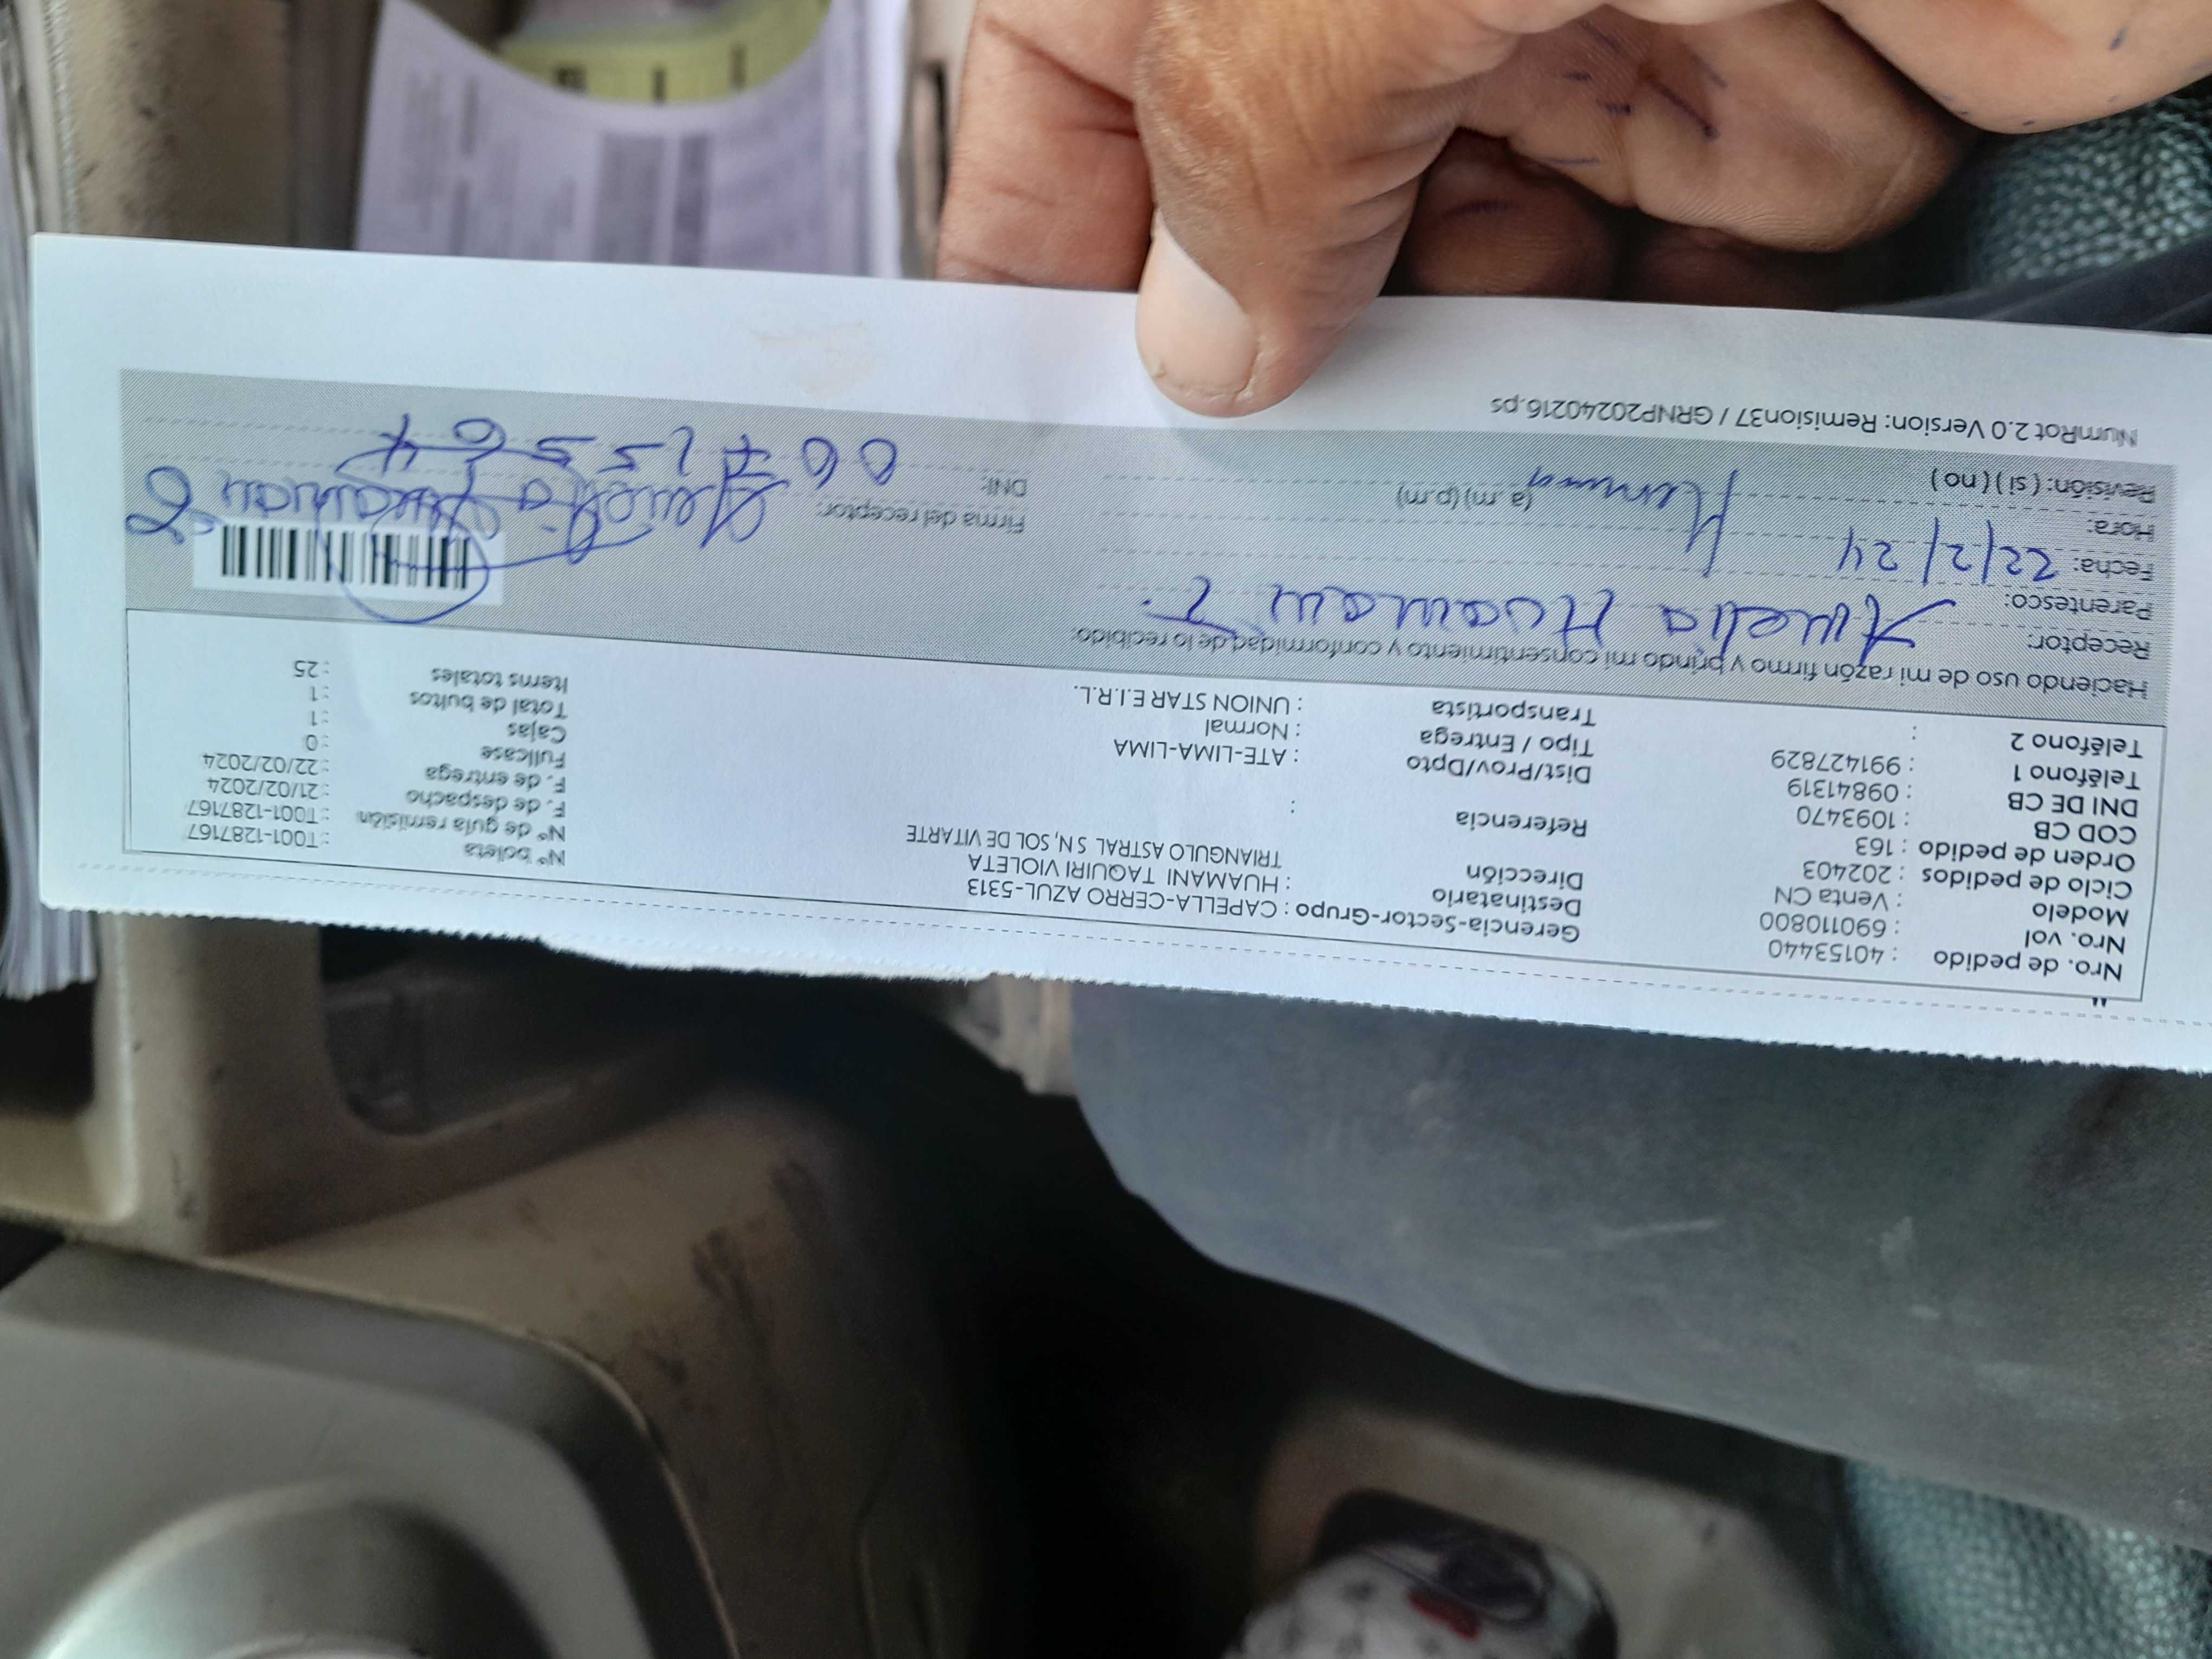 Nro. de pedido : 40153440 Gerencia-Sector-Grupo : CAPELLA-CERRO AZUL-5313 Nº boleta : T001-1287167
Nro. vol : 690110800 Destinatario : HUAMANI TAQUIRI VIOLETA Nº de guía remisión : T001-1287167
Modelo : Venta CN Dirección TRIANGULO ASTRAL S N, SOL DE VITARTE F. de despacho : 21/02/2024
Ciclo de pedidos : 202403 Referencia : F. de entrega : 22/02/2024
Orden de pedido : 163 Dist/Prov/Dpto : ATE-LIMA-LIMA Fullcase : 0
COD CB : 1093470 Tipo / Entrega : Normal Cajas : 1
DNI DE CB : 09841319 Transportista : UNION STAR E.I.R.L. Total de bultos : 1
Teléfono 1 : 991427829 Items totales : 25
Teléfono 2 :
Haciendo uso de mi razón firmo y brindo mi consentimiento y conformidad de lo recibido:
Receptor: Amelia Huamani T.
Parentesco: Hermana
Fecha: 22/2/24
Hora: (a.m) (p.m) Firma del receptor:
Revisión: ( si ) ( no ) DNI:
NumRot 2.0 Version: Remision37 / GRNP20240216.ps